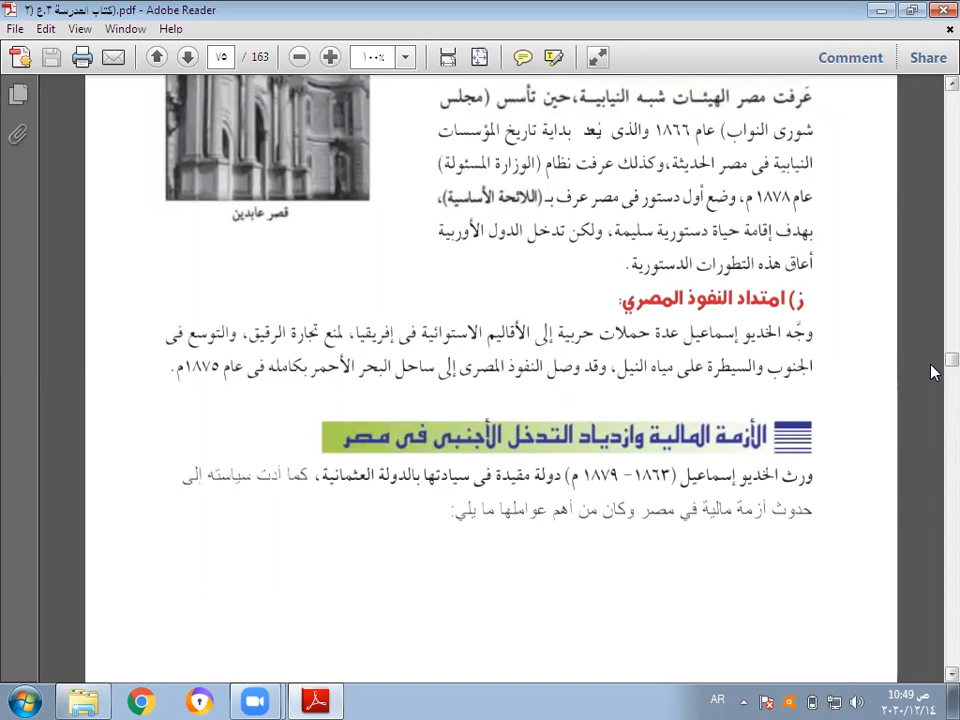 كتاب المدرسة ٣.ع (٢).pdf - Adobe Reader
File Edit View Window Help
٧٥ / 163 ١٠٠٪ Comment Share
عَرفت مصر الهيئـات شبـه النيابيـة،حين تأسس (مجلس
شورى النواب) عام ١٨٦٦ والذى يُعد بداية تاريخ المؤسسات
النيابية فى مصر الحديثة،وكذلك عرفت نظام (الوزارة المسئولة)
عام ١٨٧٨ م، وضع أول دستور فى مصر عرف بـ (اللائحة الأساسية)،
بهدف إقامة حياة دستورية سليمة، ولكن تدخل الدول الأوربية
أعاق هذه التطورات الدستورية.
قصر عابدين
ز) امتداد النفوذ المصري:
وجَّه الخديو إسماعيل عدة حملات حربية إلى الأقاليم الاستوائية فى إفريقيا، لمنع تجارة الرقيق، والتوسع فى
الجنوب والسيطرة على مياه النيل، وقد وصل النفوذ المصرى إلى ساحل البحر الأحمر بكامله فى عام ١٨٧٥م.
الأزمة المالية وازدياد التدخل الأجنبى فى مصر
ورث الخديو إسماعيل (١٨٦٣- ١٨٧٩ م) دولة مقيدة فى سيادتها بالدولة العثمانية، كما أدت سياسته إلى
حدوث أزمة مالية في مصر وكان من أهم عواملها ما يلي:
AR
10:49 ص
٢٠٢٠/١٢/١٤